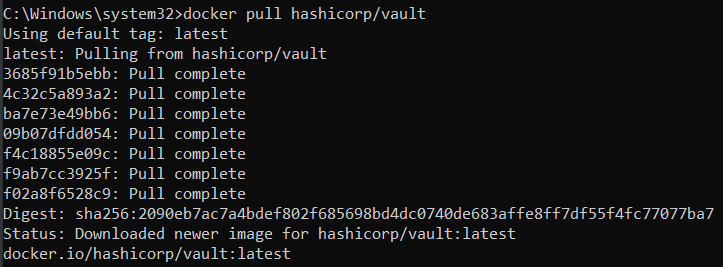 C:\Windows\system32>docker pull hashicorp/vault
Using default tag: latest
latest: Pulling from hashicorp/vault
3685f91b5ebb: Pull complete
4c32c5a893a2: Pull complete
ba7e73e49bb6: Pull complete
09b07dfdd054: Pull complete
f4c18855e09c: Pull complete
f9ab7cc3925f: Pull complete
f02a8f6528c9: Pull complete
Digest: sha256:2090eb7ac7a4bdef802f685698bd4dc0740de683affe8ff7df55f4fc77077ba7
Status: Downloaded newer image for hashicorp/vault:latest
docker.io/hashicorp/vault:latest